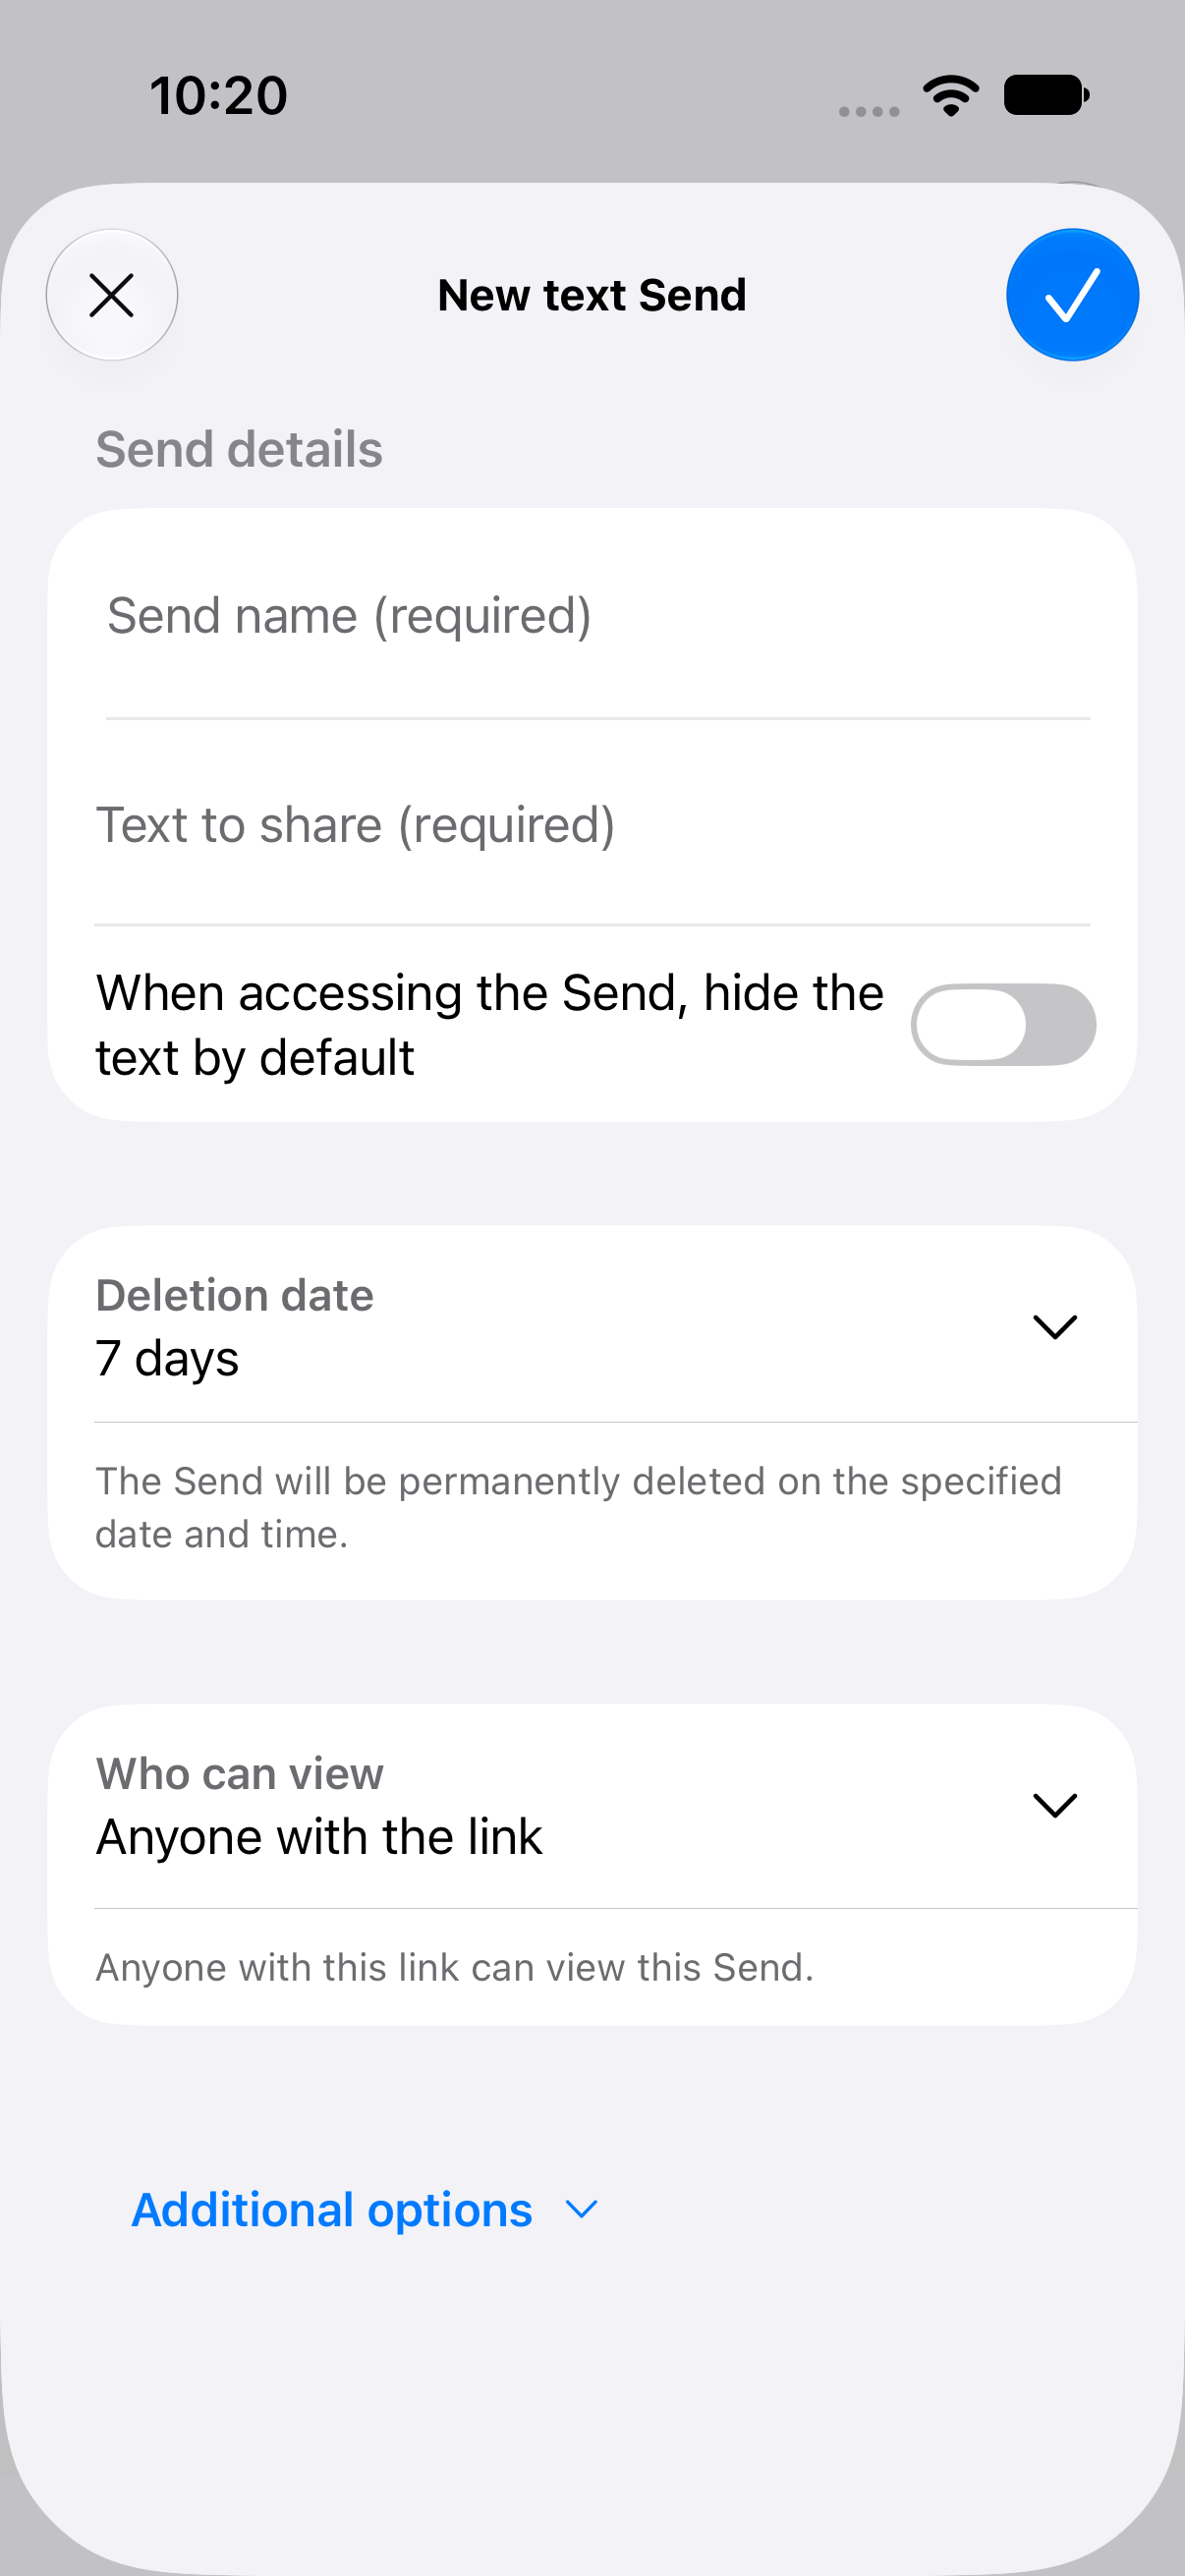 10:20
New text Send
Send details
Send name (required)
Text to share (required)
When accessing the Send, hide the
text by default
Deletion date
7 days
The Send will be permanently deleted on the specified
date and time.
Who can view
Anyone with the link
Anyone with this link can view this Send.
Additional options